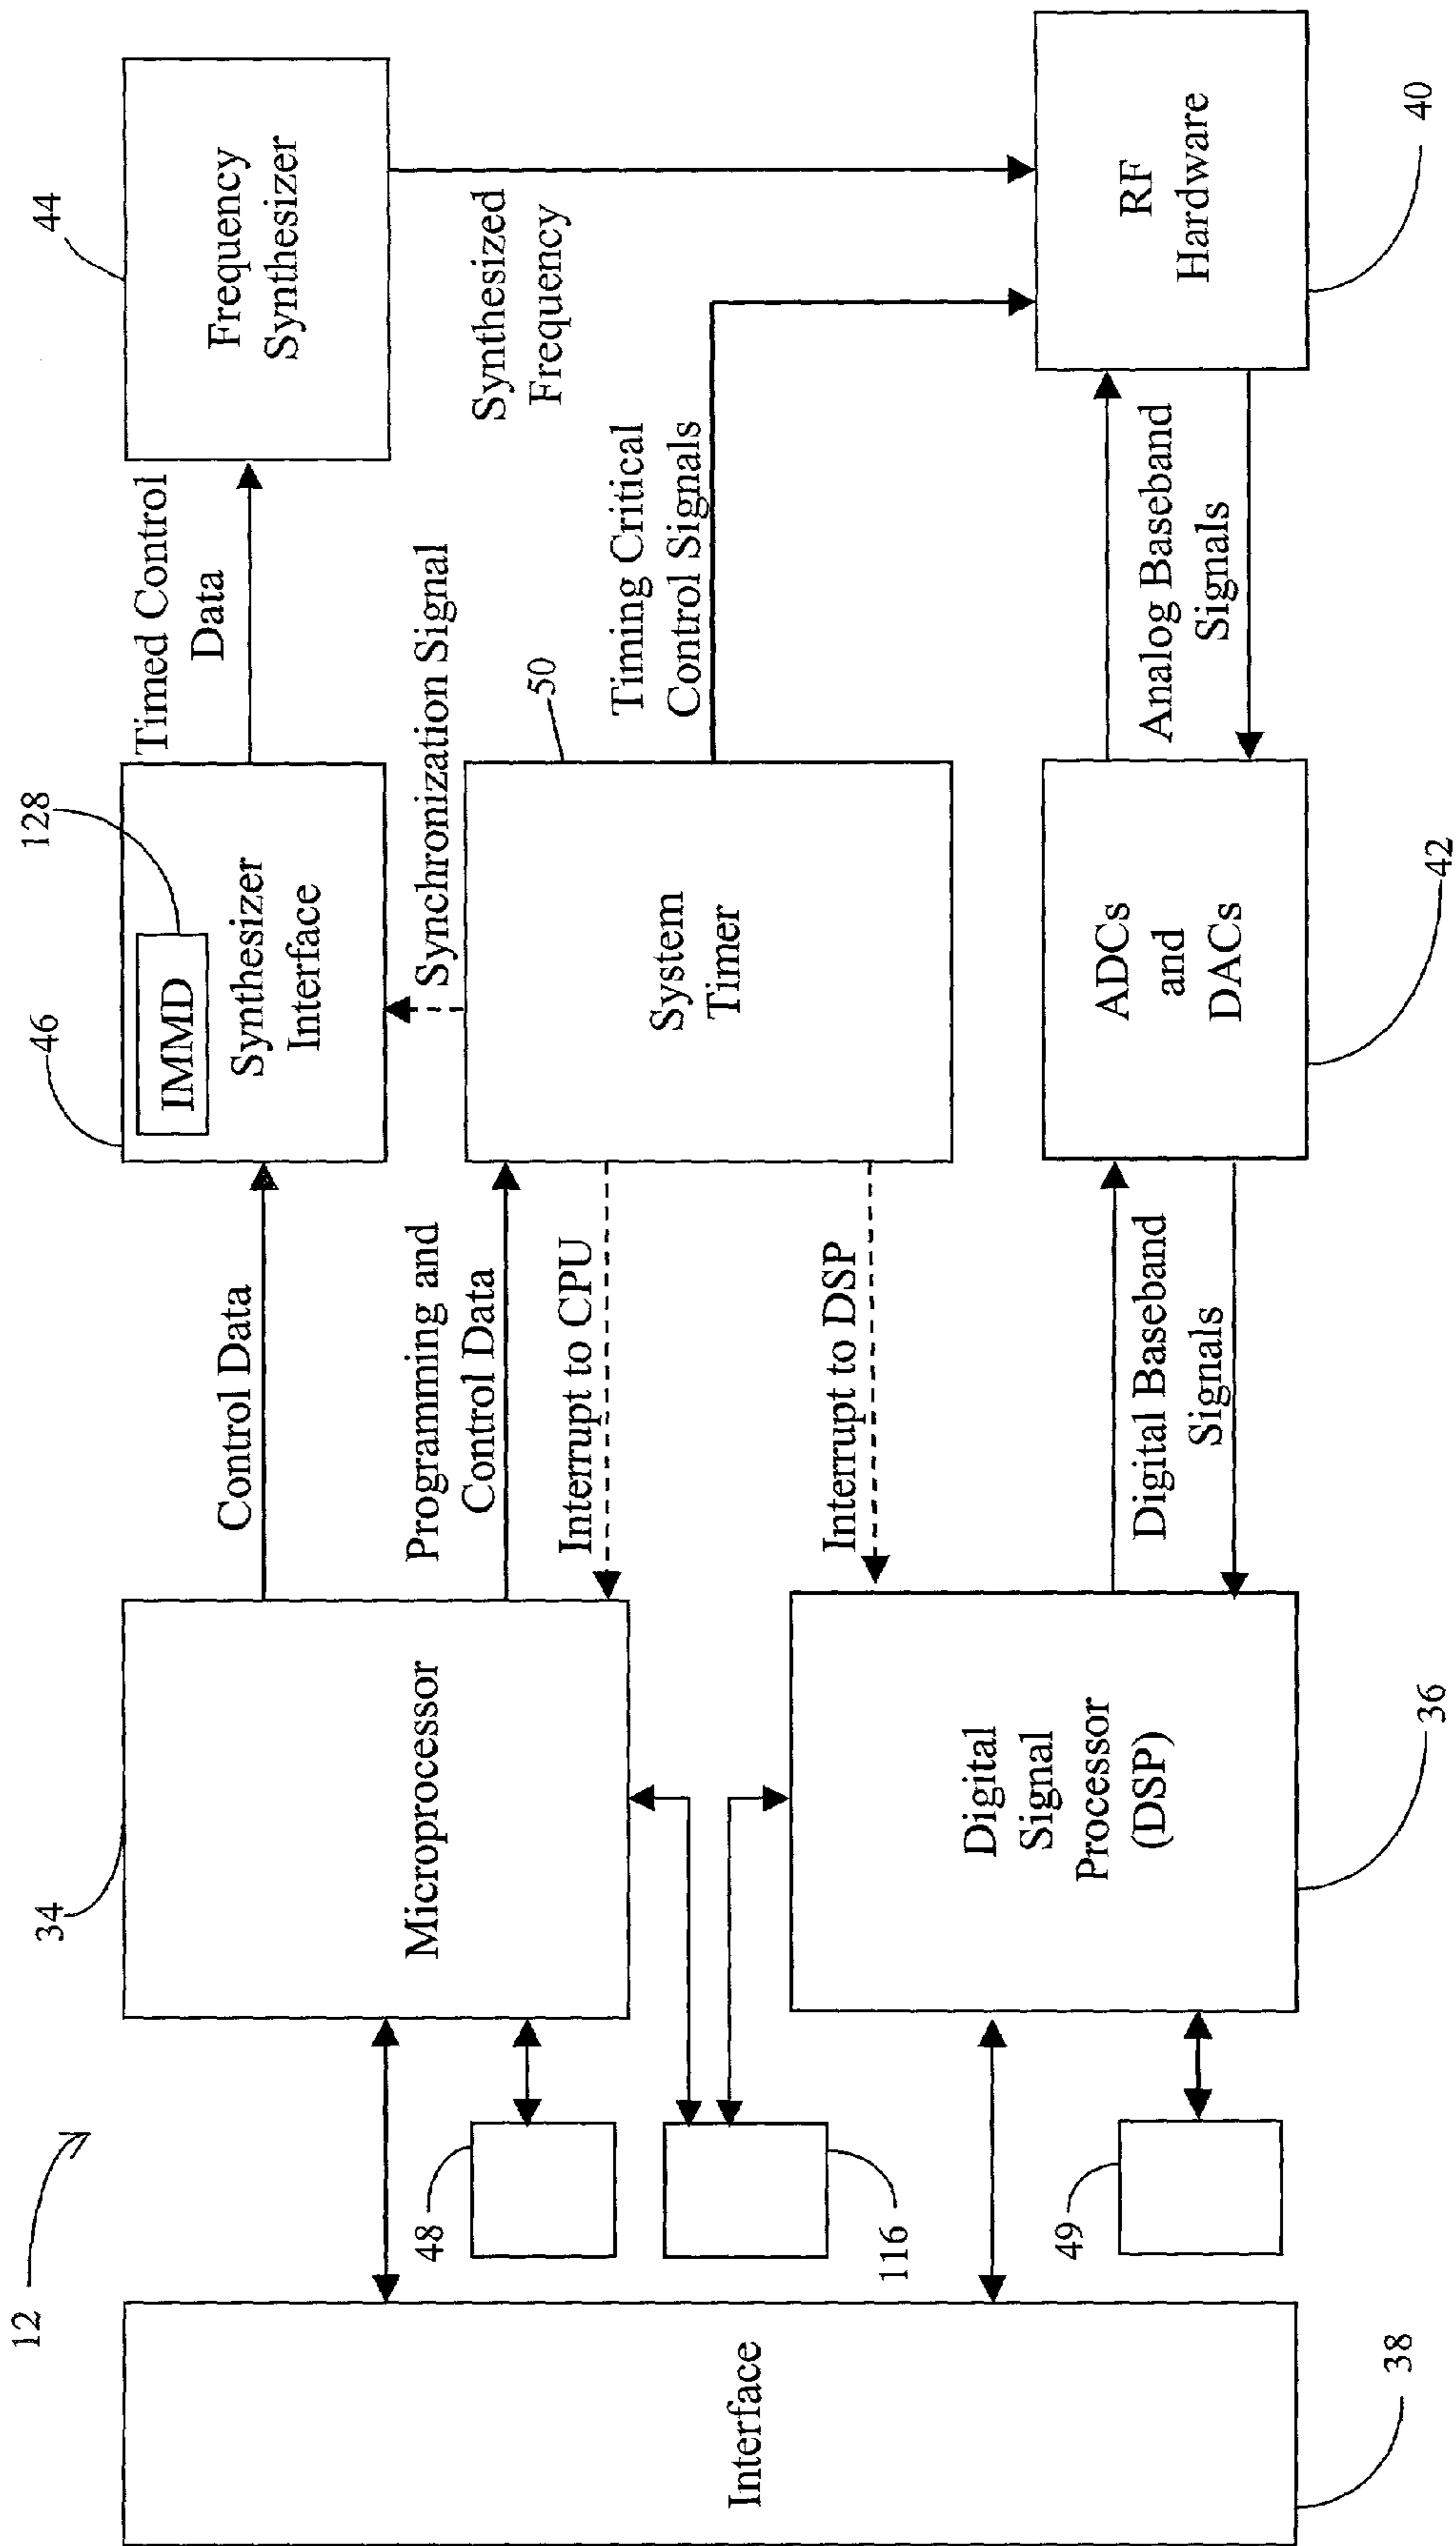 12
34
46
128
44
IMMD
Microprocessor
Control Data
Synthesizer
Interface
Timed Control
Data
Frequency
Synthesizer
Programming and
Control Data
Synchronization Signal
Synthesized
Frequency
48
Interrupt to CPU
50
System
Timer
Timing Critical
Control Signals
Interface
116
Interrupt to DSP
Digital
Signal
Processor
(DSP)
49
Digital Baseband
Signals
ADCs
and
DACs
Analog Baseband
Signals
RF
Hardware
38
36
42
40